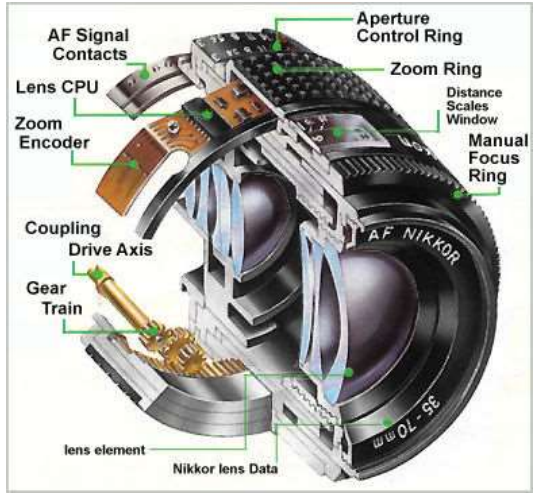 AF Signal
Contacts
Aperture
Control Ring
Lens CPU
Zoom Ring
Zoom
Encoder
Distance
Scales
Window
Manual
Focus
Ring
Coupling
Drive Axis
Gear
Train
AF NIKKOR
35-70mm
lens element
Nikkor lens Data